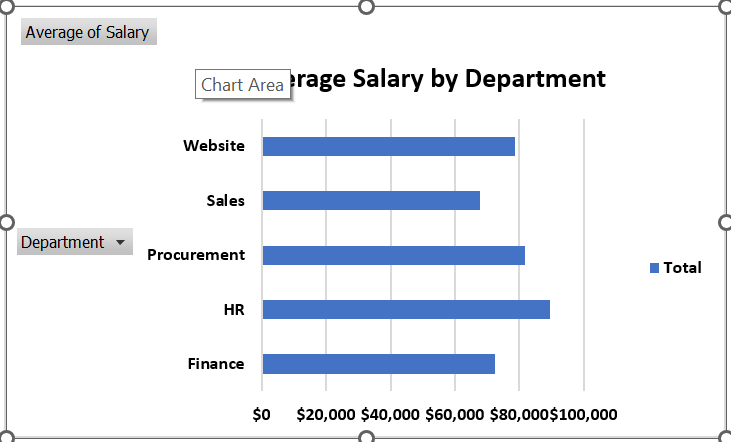 Average of Salary
erage Salary by Department
Chart Area
Website
Sales
Department
Procurement
Total
HR
Finance
$0 $20,000 $40,000 $60,000 $80,000 $100,000